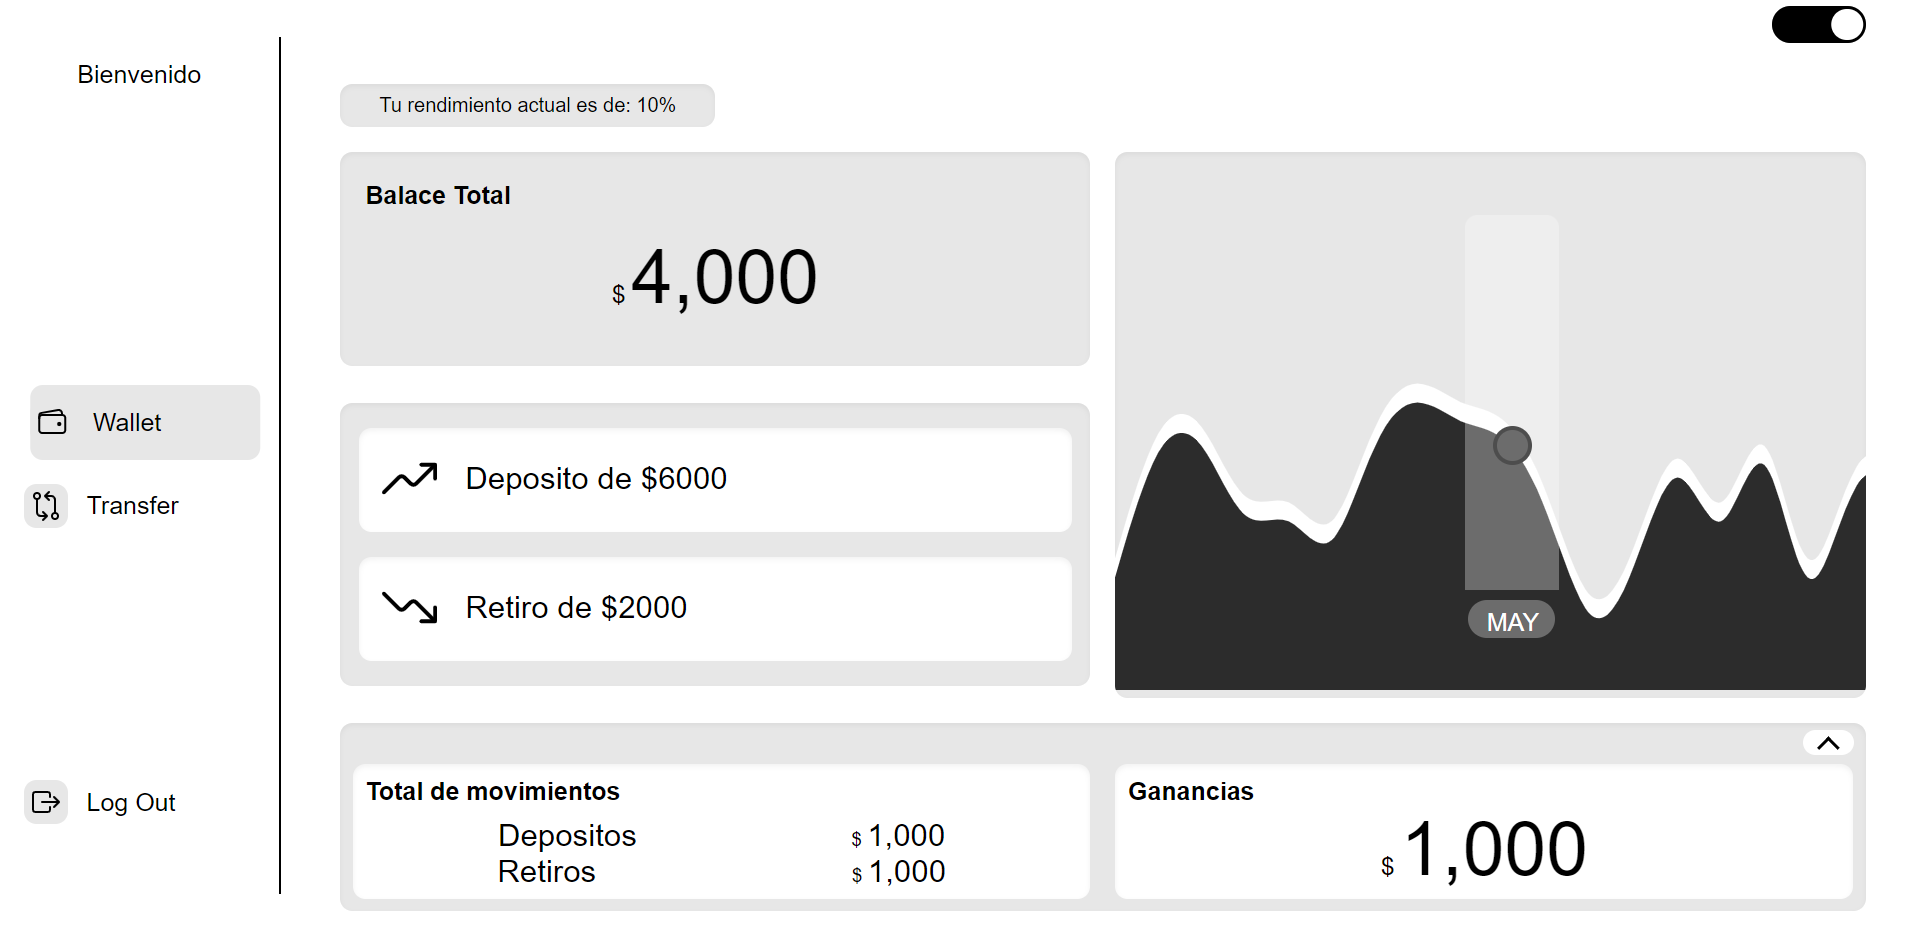 Bienvenido
Wallet
Transfer
Log Out
Tu rendimiento actual es de: 10%
Balace Total
$4,000
Deposito de $6000
Retiro de $2000
MAY
Total de movimientos
Depositos $1,000
Retiros $1,000
Ganancias
$1,000